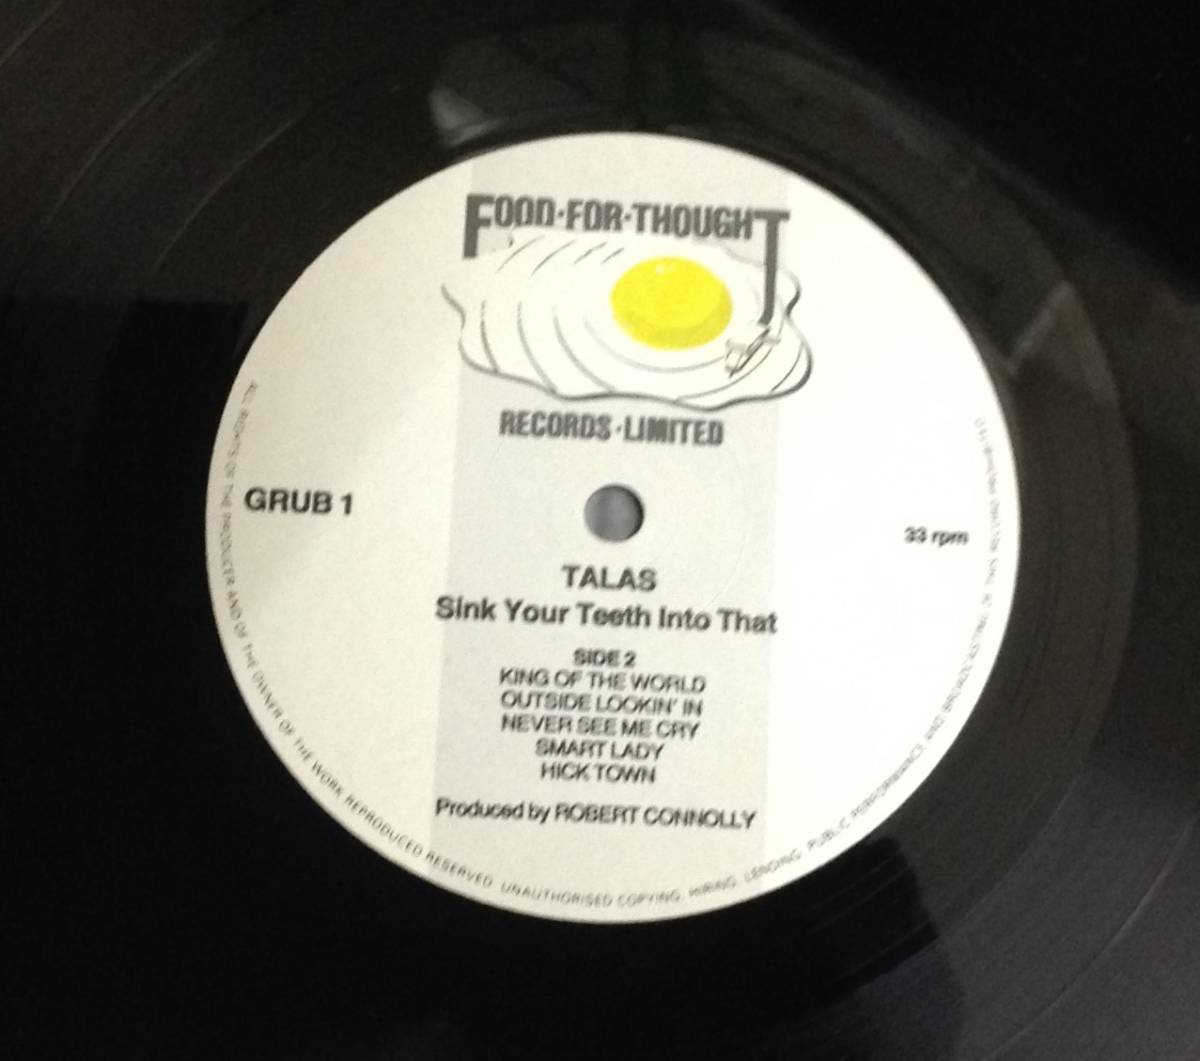 FOOD·FOR·THOUGHT
RECORDS·LIMITED
GRUB 1
33 rpm
TALAS
Sink Your Teeth Into That
SIDE 2
KING OF THE WORLD
OUTSIDE LOOKIN' IN
NEVER SEE ME CRY
SMART LADY
HICK TOWN
Produced by ROBERT CONNOLLY
ALL RIGHTS OF THE PRODUCER AND OF THE OWNER OF THE WORK REPRODUCED RESERVED. UNAUTHORISED COPYING. HIRING. LENDING. PUBLIC PERFORMANCE AND BROADCASTING